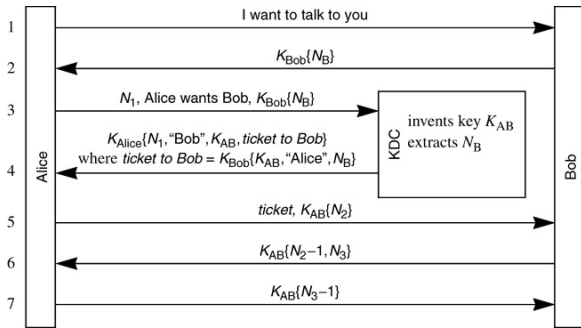 1
I want to talk to you
2
K_Bob{N_B}
3
N_1, Alice wants Bob, K_Bob{N_B}
K_Alice{N_1, “Bob”, K_AB, ticket to Bob}
where ticket to Bob = K_Bob{K_AB, “Alice”, N_B}
4
KDC
invents key K_AB
extracts N_B
Alice
Bob
5
ticket, K_AB{N_2}
6
K_AB{N_2−1, N_3}
7
K_AB{N_3−1}